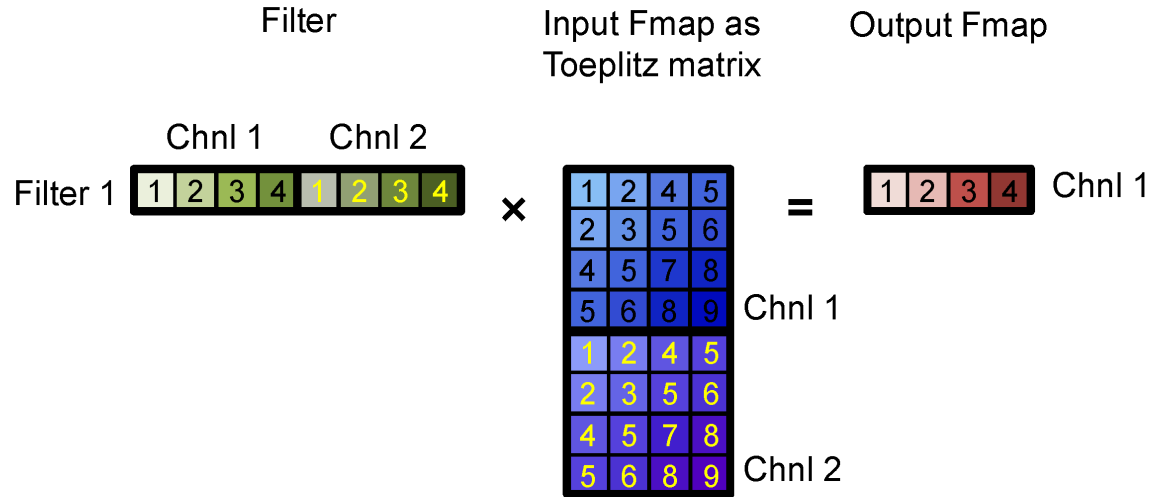 Filter
Input Fmap as
Toeplitz matrix
Output Fmap
Chnl 1 Chnl 2
Filter 1 1 2 3 4 1 2 3 4 × 1 2 4 5 = 1 2 3 4 Chnl 1
2 3 5 6
4 5 7 8
5 6 8 9 Chnl 1
1 2 4 5
2 3 5 6
4 5 7 8
5 6 8 9 Chnl 2